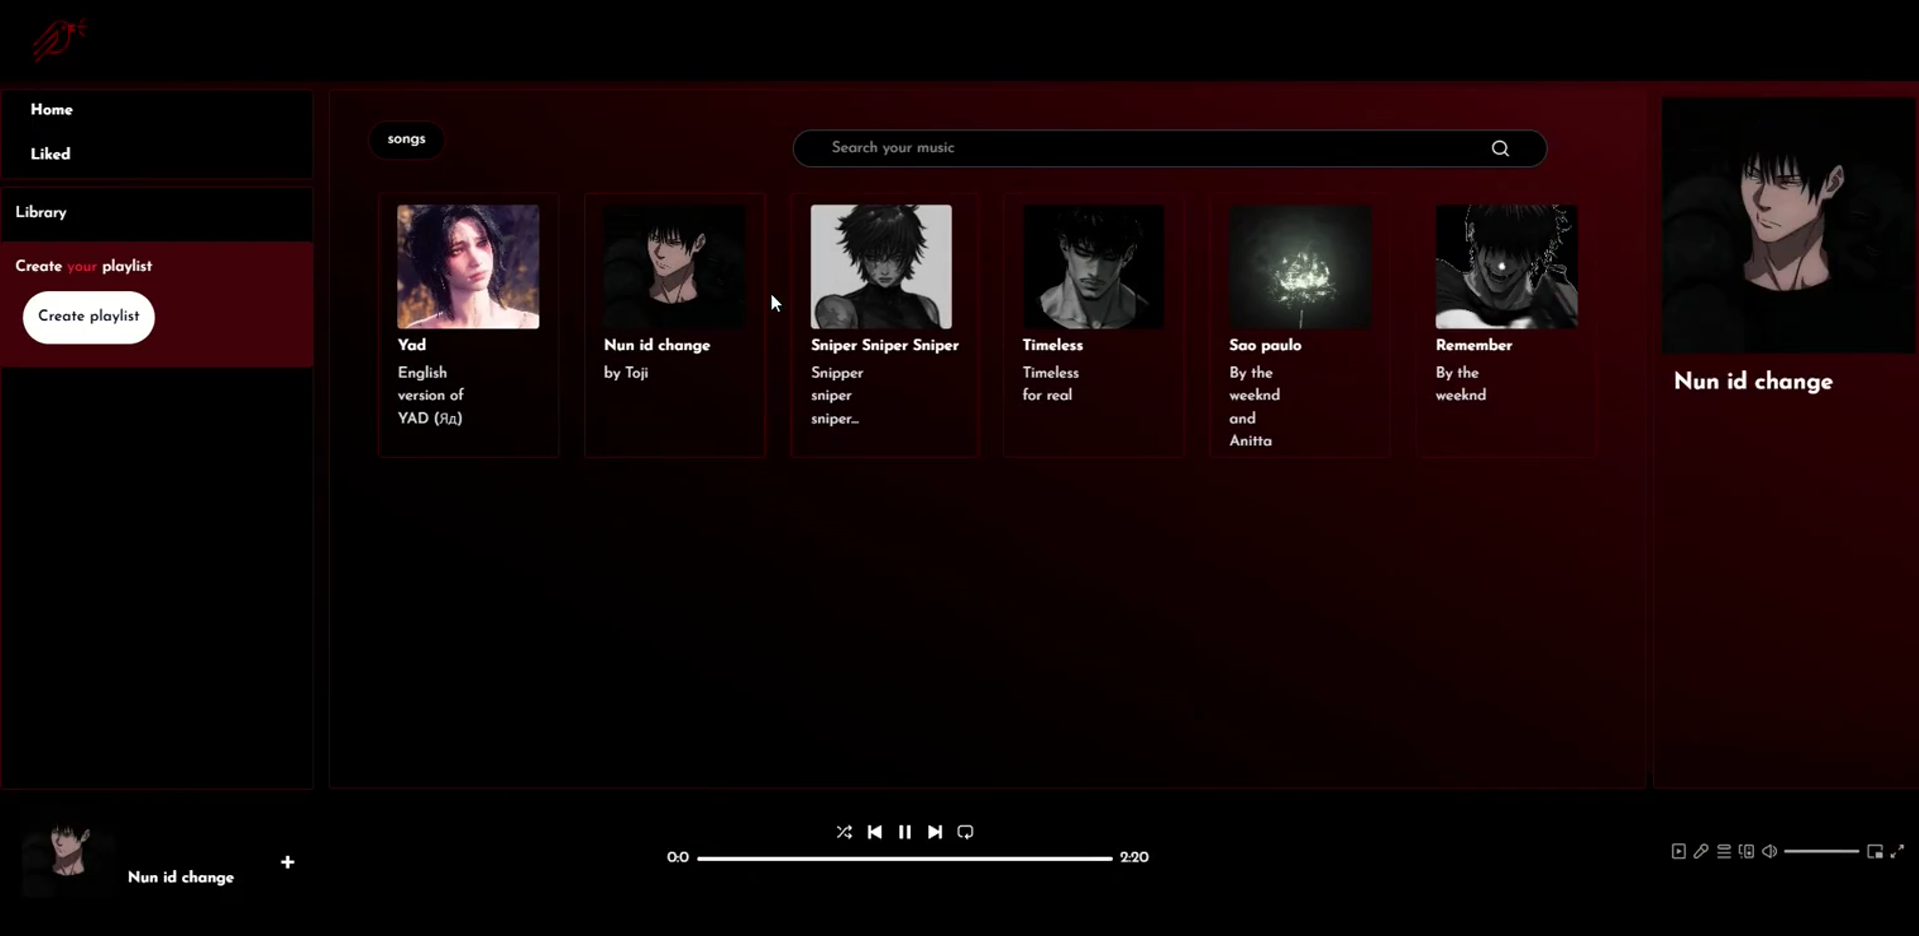 Home
Liked
Library
Create your playlist
Create playlist
songs
Search your music
Yad
English
version of
YAD (Яд)
Nun id change
by Toji
Sniper Sniper Sniper
Snipper
sniper
sniper...
Timeless
Timeless
for real
Sao paulo
By the
weeknd
and
Anitta
Remember
By the
weeknd
Nun id change
Nun id change
0:0
2:20